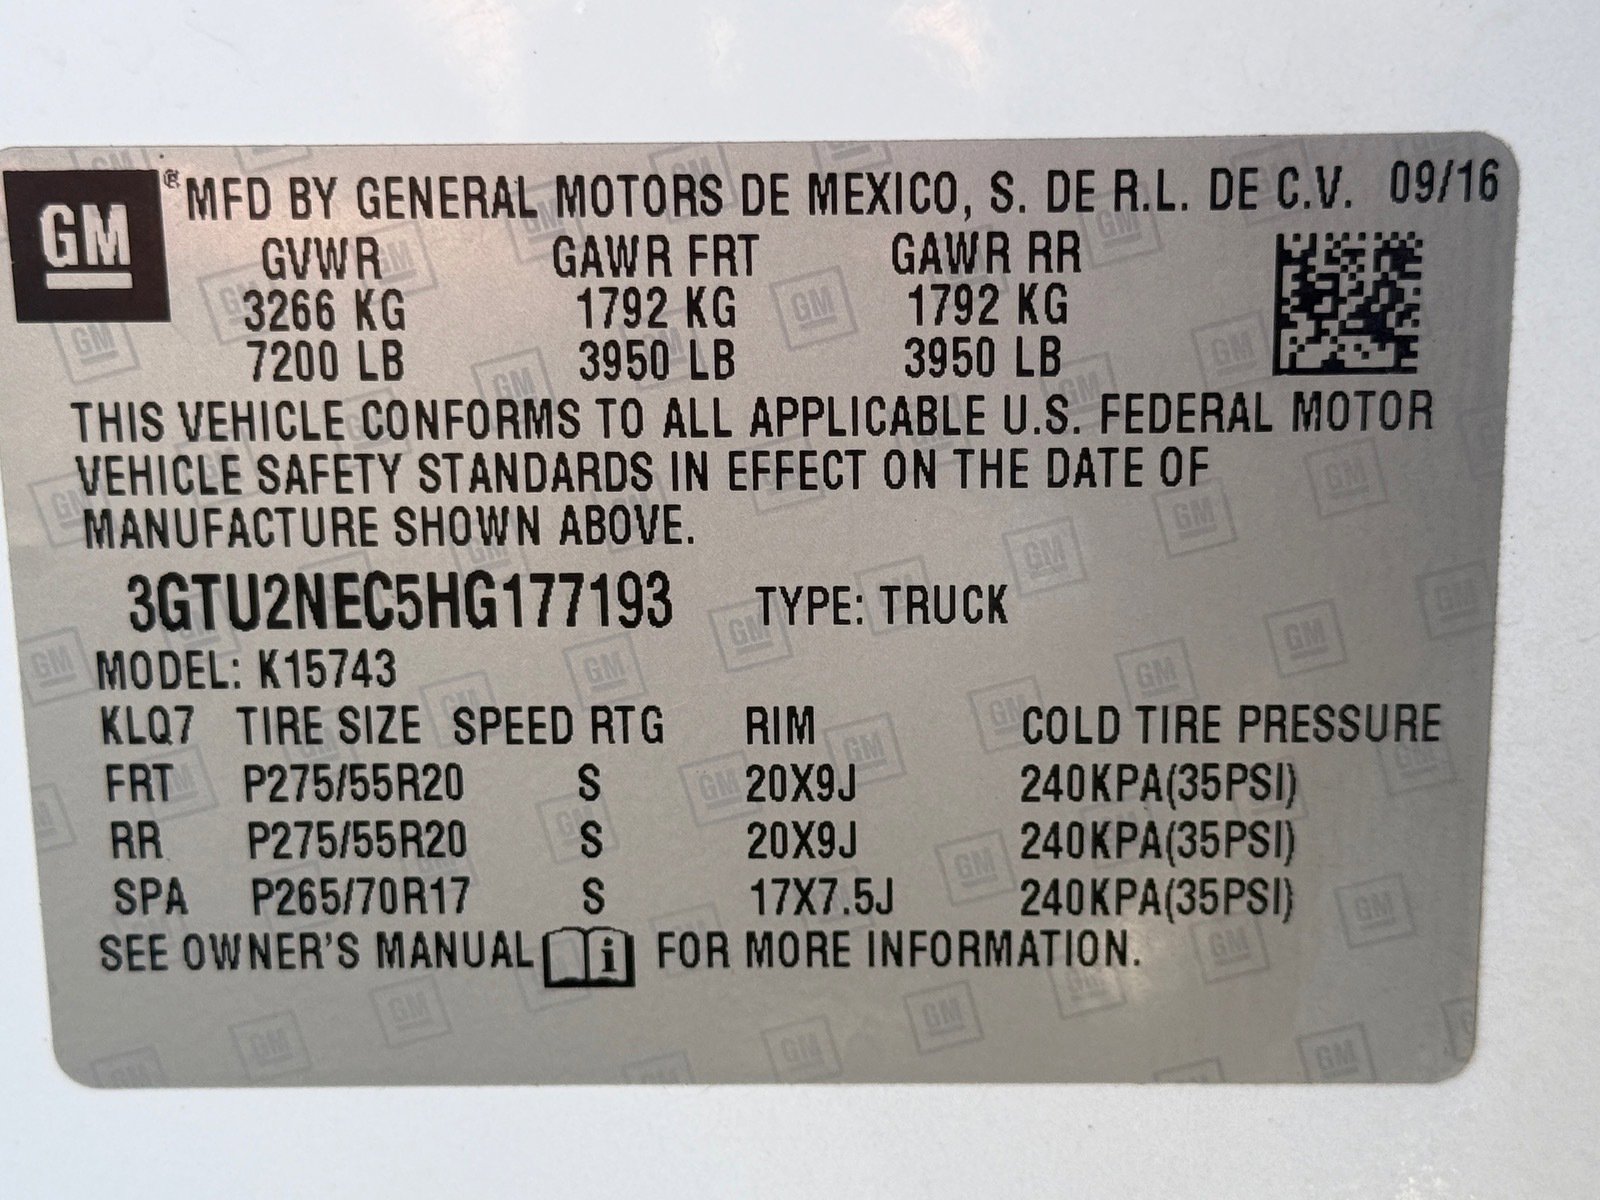 GM ® MFD BY GENERAL MOTORS DE MEXICO, S. DE R.L. DE C.V. 09/16
GVWR GAWR FRT GAWR RR
3266 KG 1792 KG 1792 KG
7200 LB 3950 LB 3950 LB
THIS VEHICLE CONFORMS TO ALL APPLICABLE U.S. FEDERAL MOTOR
VEHICLE SAFETY STANDARDS IN EFFECT ON THE DATE OF
MANUFACTURE SHOWN ABOVE.
3GTU2NEC5HG177193 TYPE: TRUCK
MODEL: K15743
KLQ7 TIRE SIZE SPEED RTG RIM COLD TIRE PRESSURE
FRT P275/55R20 S 20X9J 240KPA(35PSI)
RR P275/55R20 S 20X9J 240KPA(35PSI)
SPA P265/70R17 S 17X7.5J 240KPA(35PSI)
SEE OWNER'S MANUAL i FOR MORE INFORMATION.